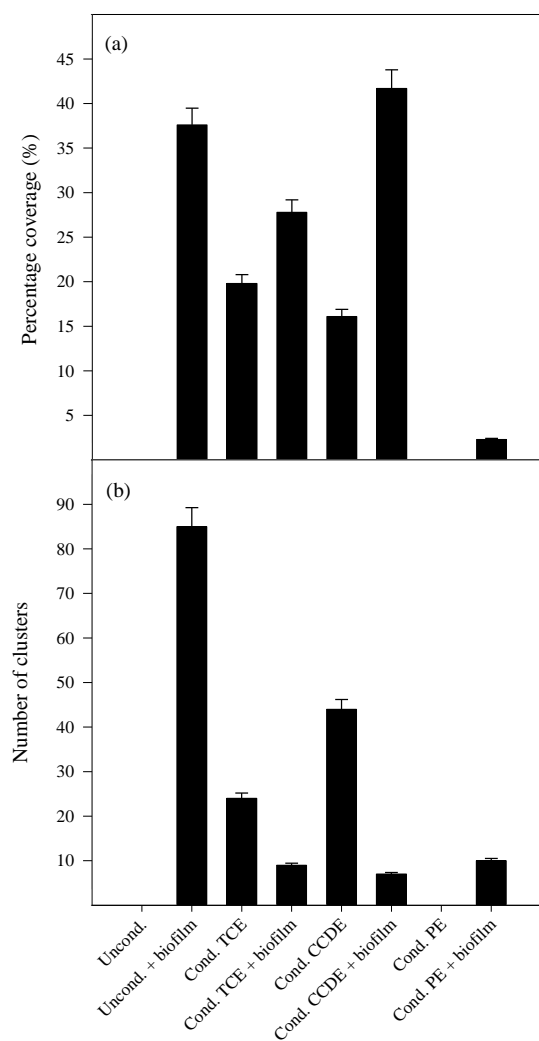 (a)
45
40
35
30
25
20
15
10
5
Percentage coverage (%)
(b)
90
80
70
60
50
40
30
20
10
Number of clusters
Uncond.
Uncond. + biofilm
Cond. TCE
Cond. TCE + biofilm
Cond. CCDE
Cond. CCDE + biofilm
Cond. PE
Cond. PE + biofilm